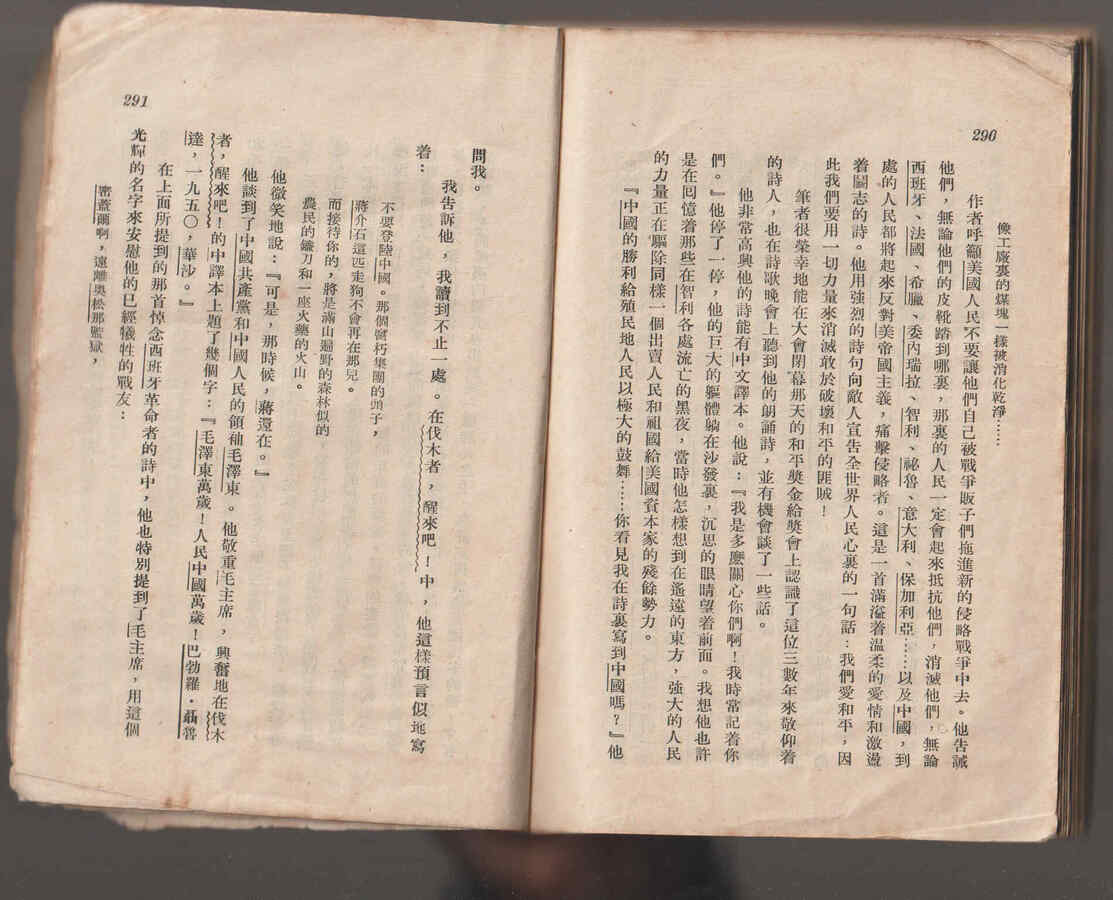 290
像工廠裏的煤塊一樣被消化乾淨……
作者呼籲美國人民不要讓他們自己被戰爭販子們拖進新的侵略戰爭中去。他告誡
他們，無論他們的皮靴踏到哪裏，那裏的人民一定會起來抵抗他們，消滅他們，無論
西班牙、法國、希臘、委內瑞拉、智利、祕魯、意大利、保加利亞……以及中國，到
處的人民都將起來反對美帝國主義，痛擊侵略者。這是一首滿溢着溫柔的愛情和激盪
着鬪志的詩。他用強烈的詩句向敵人宣告全世界人民心裏的一句話：我們愛和平，因
此我們要用一切力量來消滅敢於破壞和平的匪賊！
筆者很榮幸地能在大會閉幕那天的和平獎金給獎會上認識了這位三數年來敬仰着
的詩人，也在詩歌晚會上聽到他的朗誦詩，並有機會談了一些話。
他非常高興他的詩能有中文譯本。他說：『我是多麽關心你們啊！我時常記着你
們。』他停了一停，他的巨大的軀體躺在沙發裏，沉思的眼睛望着前面。我想他也許
是在囘憶着那些在智利各處流亡的黑夜，當時他怎樣想到在遙遠的東方，強大的人民
的力量正在驅除同樣一個出賣人民和祖國給美國資本家的殘餘勢力。
『中國的勝利給殖民地人民以極大的鼓舞……你看見我在詩裏寫到中國嗎？』他
291
問我。
我告訴他，我讀到不止一處。在伐木者，醒來吧！中，他這樣預言似地寫
着：
不要登陸中國。那個腐朽集團的頭子，
蔣介石這匹走狗不會再在那兒。
而接待你的，將是滿山遍野的森林似的
農民的鐮刀和一座火藥的火山。
他微笑地說：『可是，那時候，蔣還在。』
他談到了中國共產黨和中國人民的領袖毛澤東。他敬重毛主席，興奮地在伐木
者，醒來吧！的中譯本上題了幾個字：『毛澤東萬歲！人民中國萬歲！巴勃羅・聶魯
達，一九五〇，華沙。』
在上面所提到的那首悼念西班牙革命者的詩中，他也特別提到了毛主席，用這個
光輝的名字來安慰他的已經犧牲的戰友：
密蓋爾啊，遠離奧松那監獄，